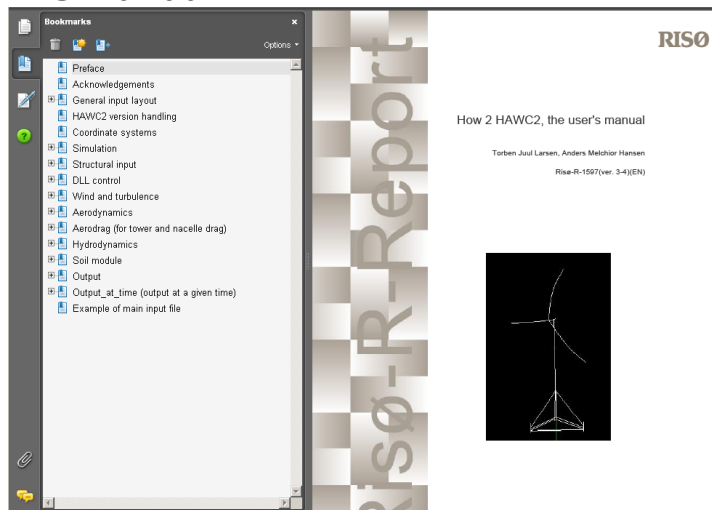 Bookmarks
Options
Preface
Acknowledgements
General input layout
HAWC2 version handling
Coordinate systems
Simulation
Structural input
DLL control
Wind and turbulence
Aerodynamics
Aerodrag (for tower and nacelle drag)
Hydrodynamics
Soil module
Output
Output_at_time (output at a given time)
Example of main input file
Risø-R-Report
RISØ
How 2 HAWC2, the user's manual
Torben Juul Larsen, Anders Melchior Hansen
Risø-R-1597(ver. 3-4)(EN)